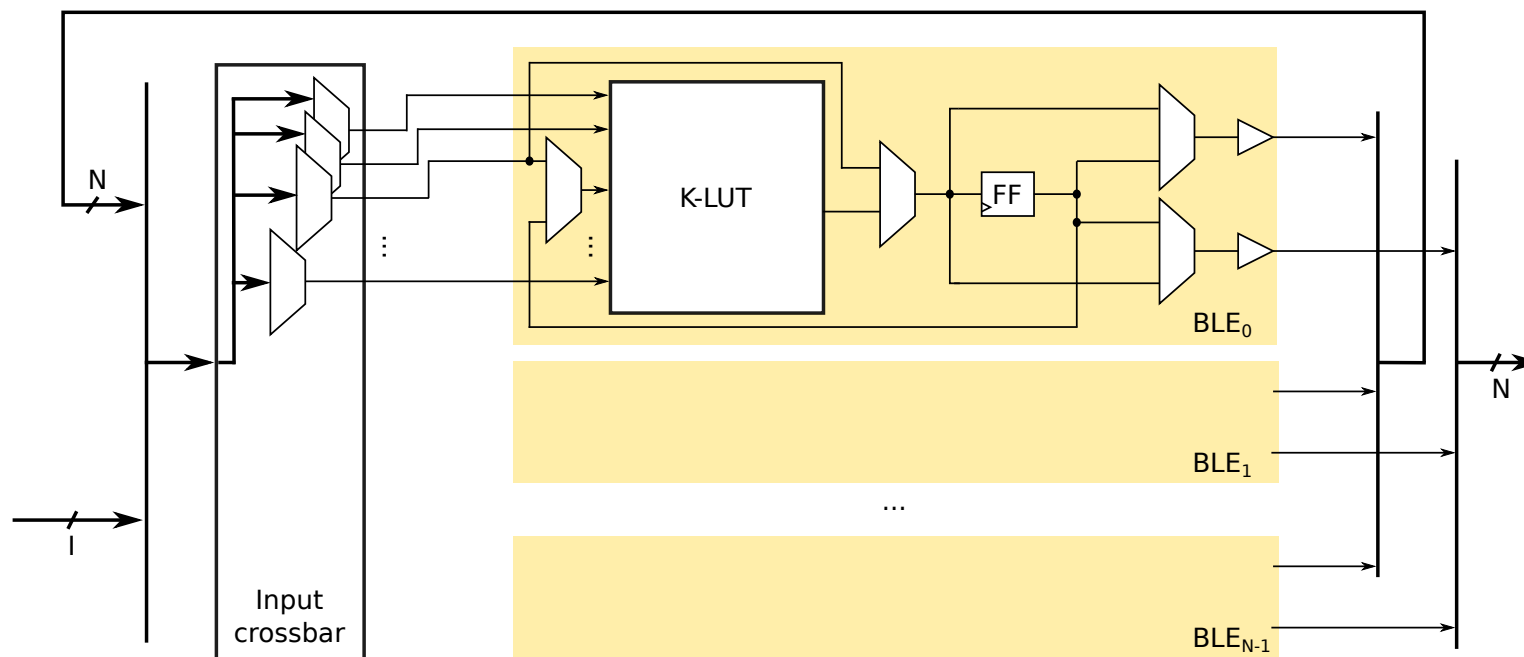 N
K-LUT
FF
...
...
BLE0
N
BLE1
...
I
Input
crossbar
BLEN-1